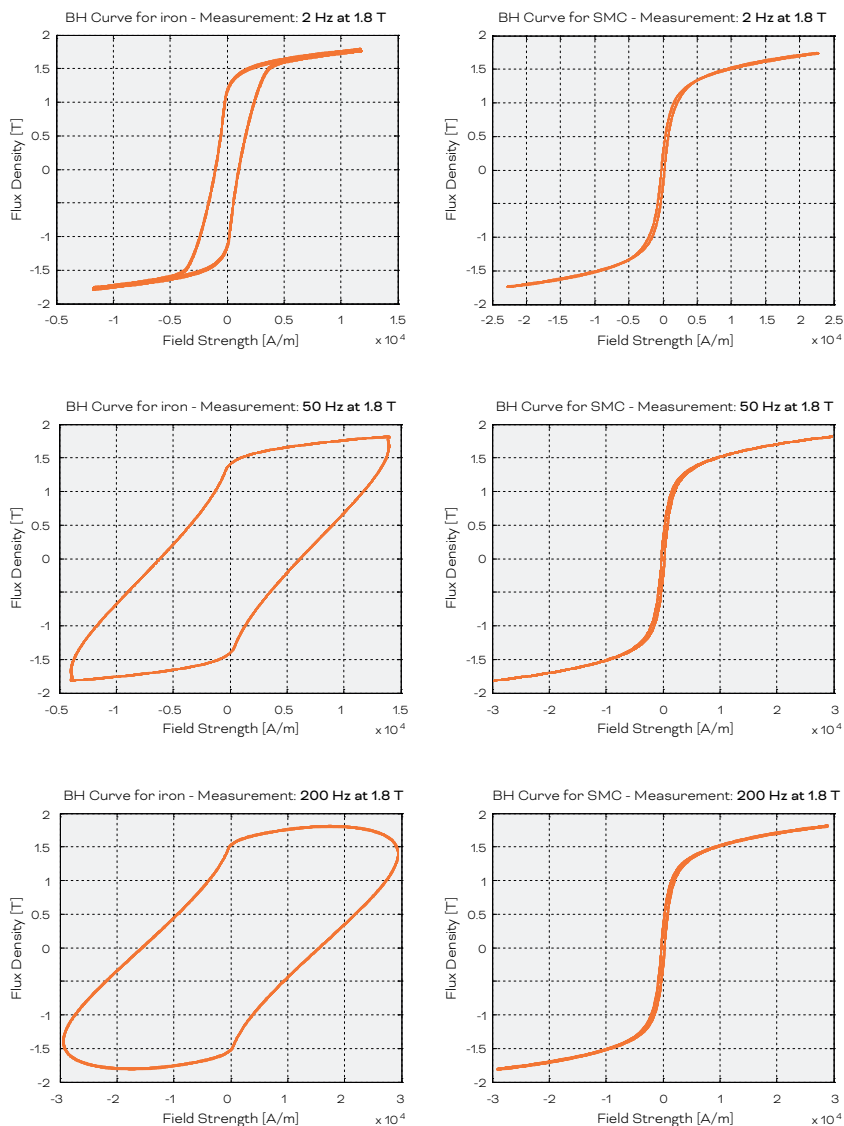 BH Curve for iron - Measurement: 2 Hz at 1.8 T
Flux Density [T]
2
1.5
1
0.5
0
-1
-1.5
-2
-0.5 -1 -0.5 0 0.5 1 1.5
Field Strength [A/m]
x 10⁴
BH Curve for SMC - Measurement: 2 Hz at 1.8 T
Flux Density [T]
2
1.5
1
0.5
0
-1
-1.5
-2
-2.5 -2 -1.5 -1 -0.5 0 0.5 1 1.5 2 2.5
Field Strength [A/m]
x 10⁴
BH Curve for iron - Measurement: 50 Hz at 1.8 T
Flux Density [T]
2
1.5
1
0.5
0
-1
-1.5
-2
-0.5 -1 -0.5 0 0.5 1 1.5
Field Strength [A/m]
x 10⁴
BH Curve for SMC - Measurement: 50 Hz at 1.8 T
Flux Density [T]
2
1.5
1
0.5
0
-1
-1.5
-2
-3 -2 -1 0 1 2 3
Field Strength [A/m]
x 10⁴
BH Curve for iron - Measurement: 200 Hz at 1.8 T
Flux Density [T]
2
1.5
1
0.5
0
-1
-1.5
-2
-3 -2 -1 0 1 2 3
Field Strength [A/m]
x 10⁴
BH Curve for SMC - Measurement: 200 Hz at 1.8 T
Flux Density [T]
2
1.5
1
0.5
0
-1
-1.5
-2
-3 -2 -1 0 1 2 3
Field Strength [A/m]
x 10⁴